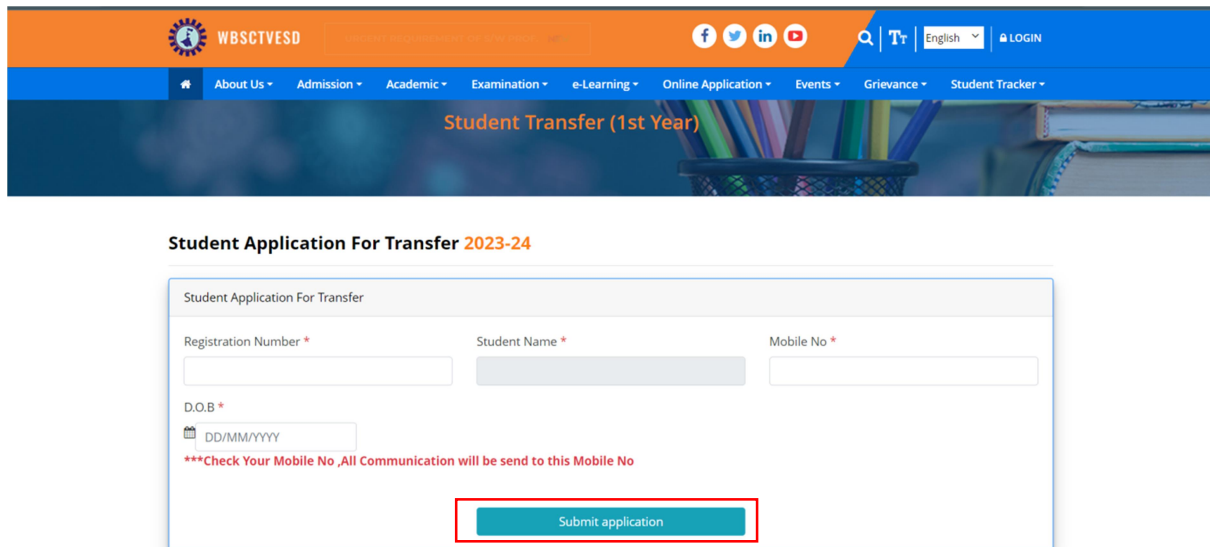 WBSCTVESD
TT English LOGIN
About Us Admission Academic Examination e-Learning Online Application Events Grievance Student Tracker
Student Transfer (1st Year)
Student Application For Transfer 2023-24
Student Application For Transfer
Registration Number * Student Name * Mobile No *
D.O.B *
DD/MM/YYYY
***Check Your Mobile No ,All Communication will be send to this Mobile No
Submit application